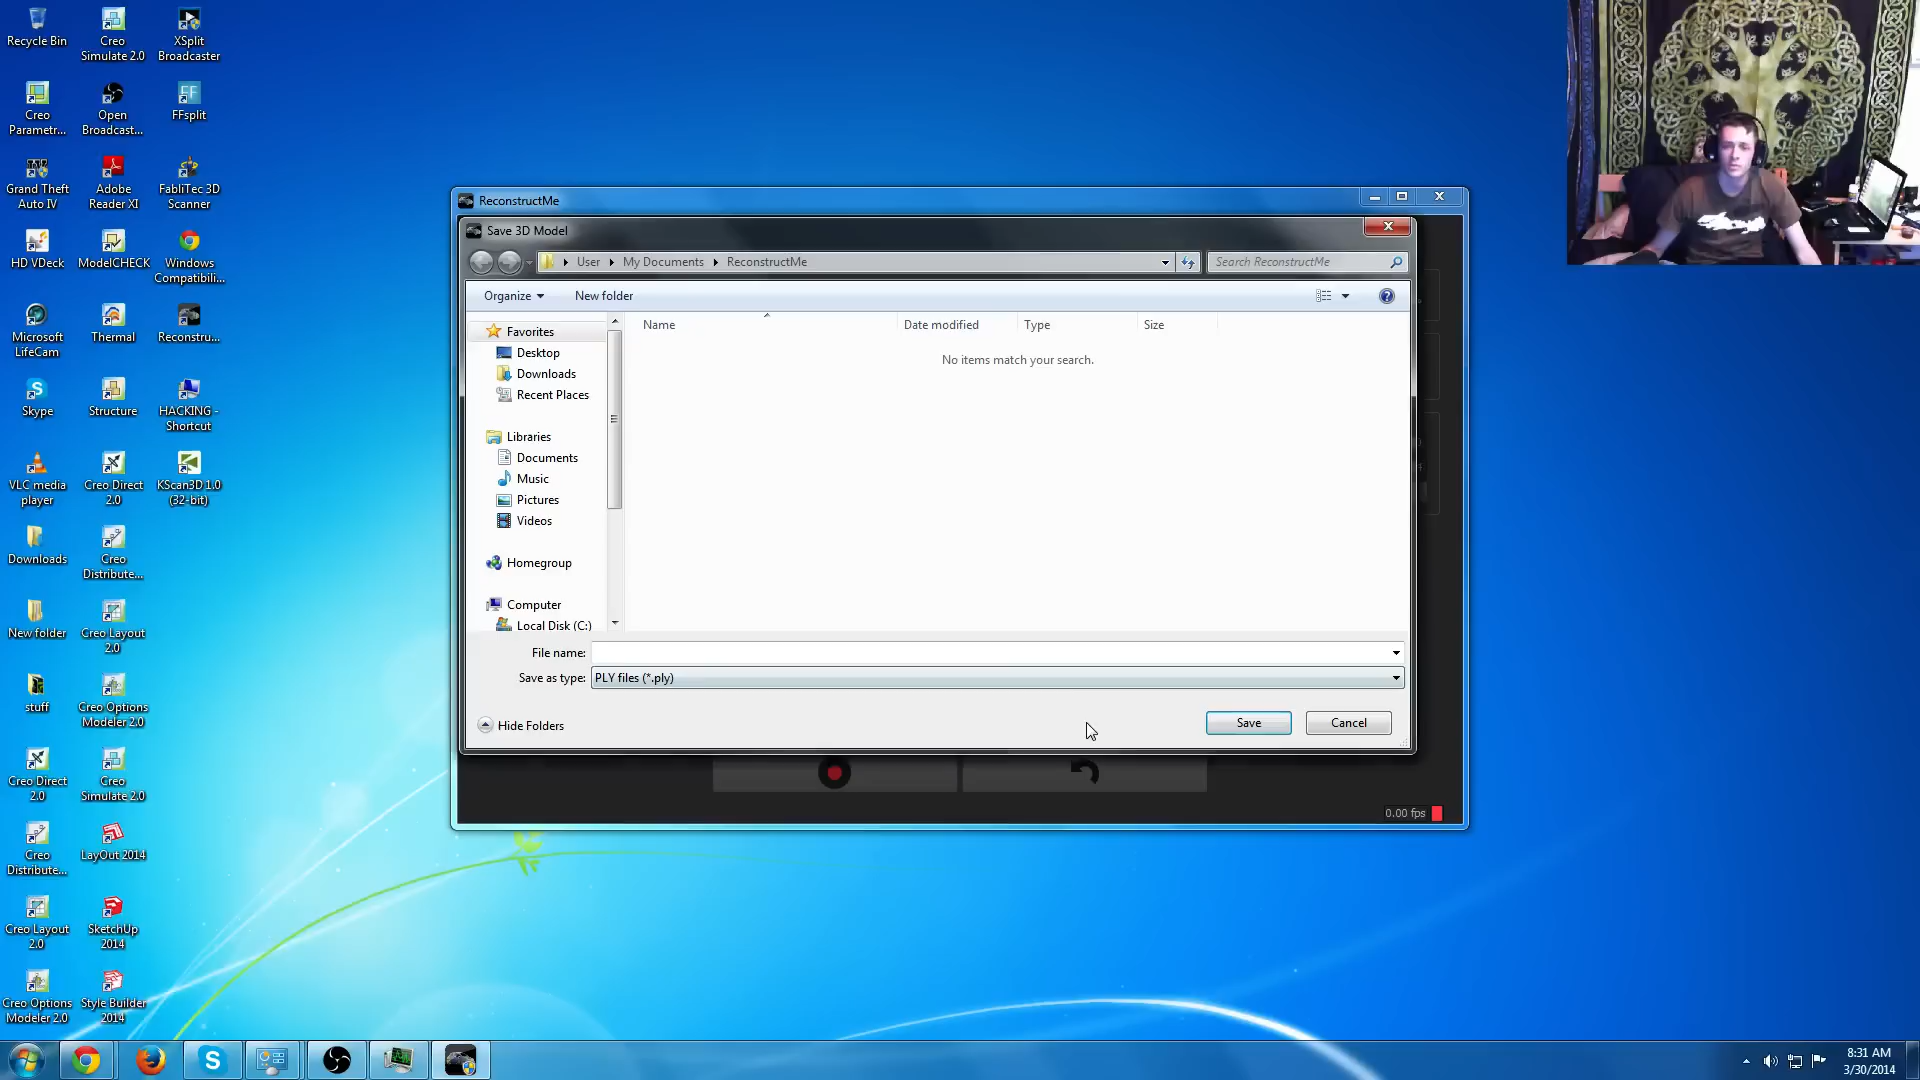 Recycle Bin
Creo
Simulate 2.0
XSplit
Broadcaster
Creo
Parametr...
Open
Broadcast...
FFsplit
Grand Theft
Auto IV
Adobe
Reader XI
FabliTec 3D
Scanner
HD VDeck
ModelCHECK
Windows
Compatibili...
Microsoft
LifeCam
Thermal
Reconstru...
Skype
Structure
HACKING -
Shortcut
VLC media
player
Creo Direct
2.0
KScan3D 1.0
(32-bit)
Downloads
Creo
Distribute...
New folder
Creo Layout
2.0
stuff
Creo Options
Modeler 2.0
Creo Direct
2.0
Creo
Simulate 2.0
Creo
Distribute...
LayOut 2014
Creo Layout
2.0
SketchUp
2014
Creo Options
Modeler 2.0
Style Builder
2014
ReconstructMe
Save 3D Model
User
My Documents
ReconstructMe
Search ReconstructMe
Organize
New folder
Favorites
Desktop
Downloads
Recent Places
Libraries
Documents
Music
Pictures
Videos
Homegroup
Computer
Local Disk (C:)
Name
Date modified
Type
Size
No items match your search.
File name:
Save as type:
PLY files (*.ply)
Hide Folders
Save
Cancel
0.00 fps
8:31 AM
3/30/2014